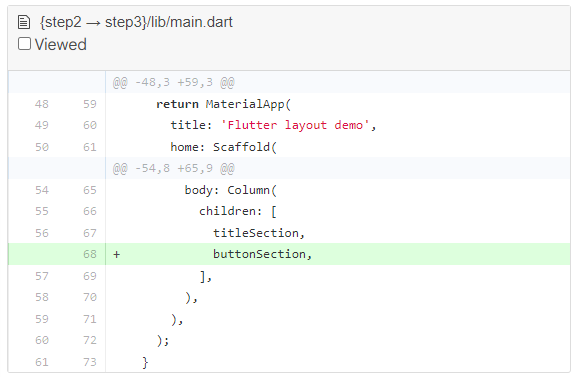 {step2 → step3}/lib/main.dart
Viewed
@@ -48,3 +59,3 @@
48 59 return MaterialApp(
49 60 title: 'Flutter layout demo',
50 61 home: Scaffold(
@@ -54,8 +65,9 @@
54 65 body: Column(
55 66 children: [
56 67 titleSection,
68 + buttonSection,
57 69 ],
58 70 ),
59 71 ),
60 72 );
61 73 }